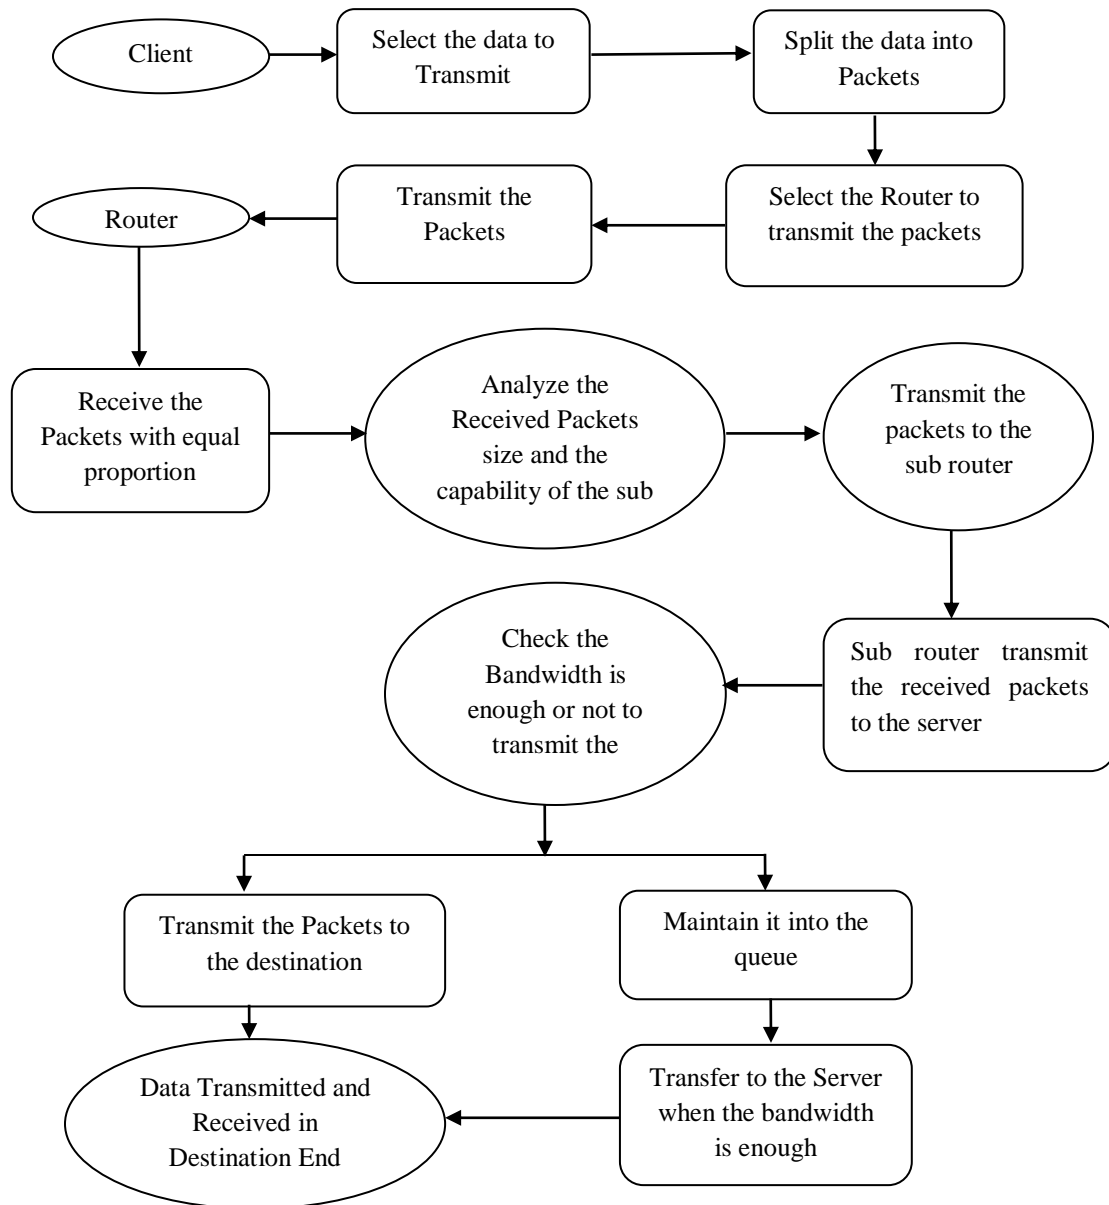 Client
Select the data to
Transmit
Split the data into
Packets
Select the Router to
transmit the packets
Transmit the
Packets
Router
Receive the
Packets with equal
proportion
Analyze the
Received Packets
size and the
capability of the sub
Transmit the
packets to the
sub router
Sub router transmit
the received packets
to the server
Check the
Bandwidth is
enough or not to
transmit the
Transmit the Packets to
the destination
Maintain it into the
queue
Transfer to the Server
when the bandwidth
is enough
Data Transmitted and
Received in
Destination End